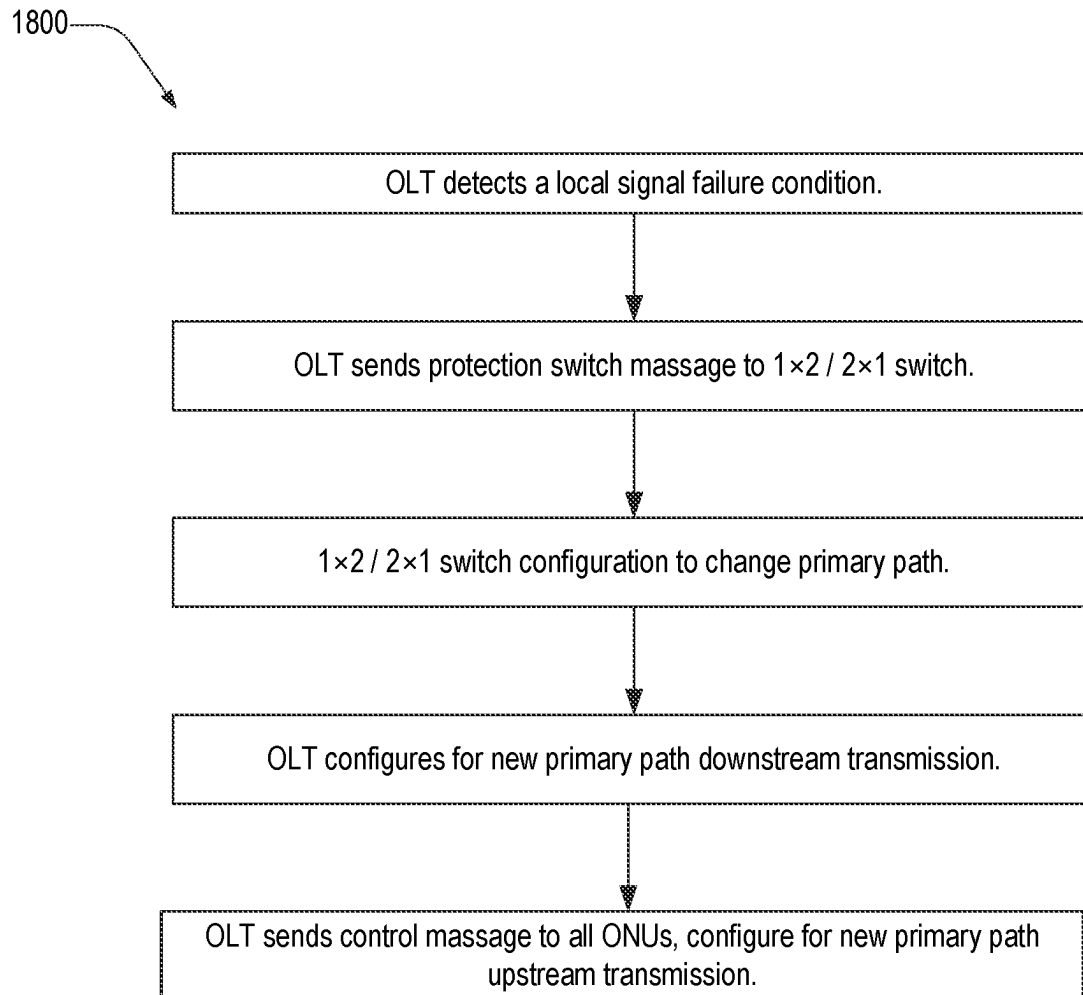 1800
OLT detects a local signal failure condition.
OLT sends protection switch massage to 1×2 / 2×1 switch.
1×2 / 2×1 switch configuration to change primary path.
OLT configures for new primary path downstream transmission.
OLT sends control massage to all ONUs, configure for new primary path
upstream transmission.